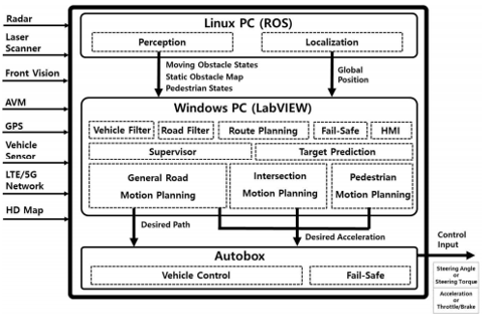 Radar
Laser
Scanner
Front Vision
AVM
GPS
Vehicle
Sensor
LTE/5G
Network
HD Map
Linux PC (ROS)
Perception
Localization
Moving Obstacle States
Static Obstacle Map
Pedestrian States
Global
Position
Windows PC (LabVIEW)
Vehicle Filter
Road Filter
Route Planning
Fail-Safe
HMI
Supervisor
Target Prediction
General Road
Motion Planning
Intersection
Motion Planning
Pedestrian
Motion Planning
Desired Path
Desired Acceleration
Autobox
Vehicle Control
Fail-Safe
Control
Input
Steering Angle
or
Steering Torque
Acceleration
or
Throttle/Brake